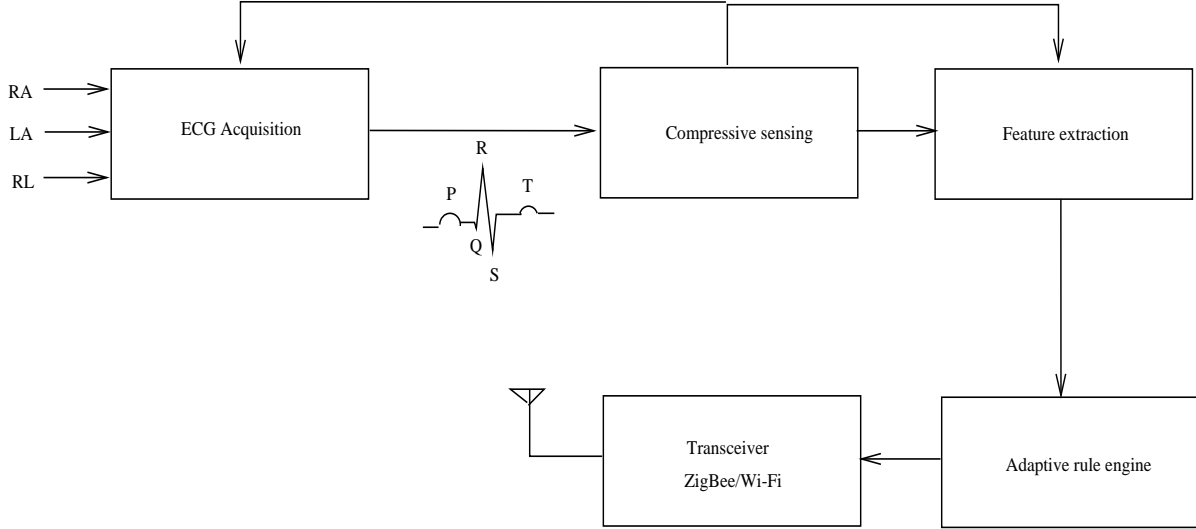 RA
LA
RL
ECG Acquisition
Compressive sensing
Feature extraction
R
P
T
Q
S
Transceiver
ZigBee/Wi-Fi
Adaptive rule engine